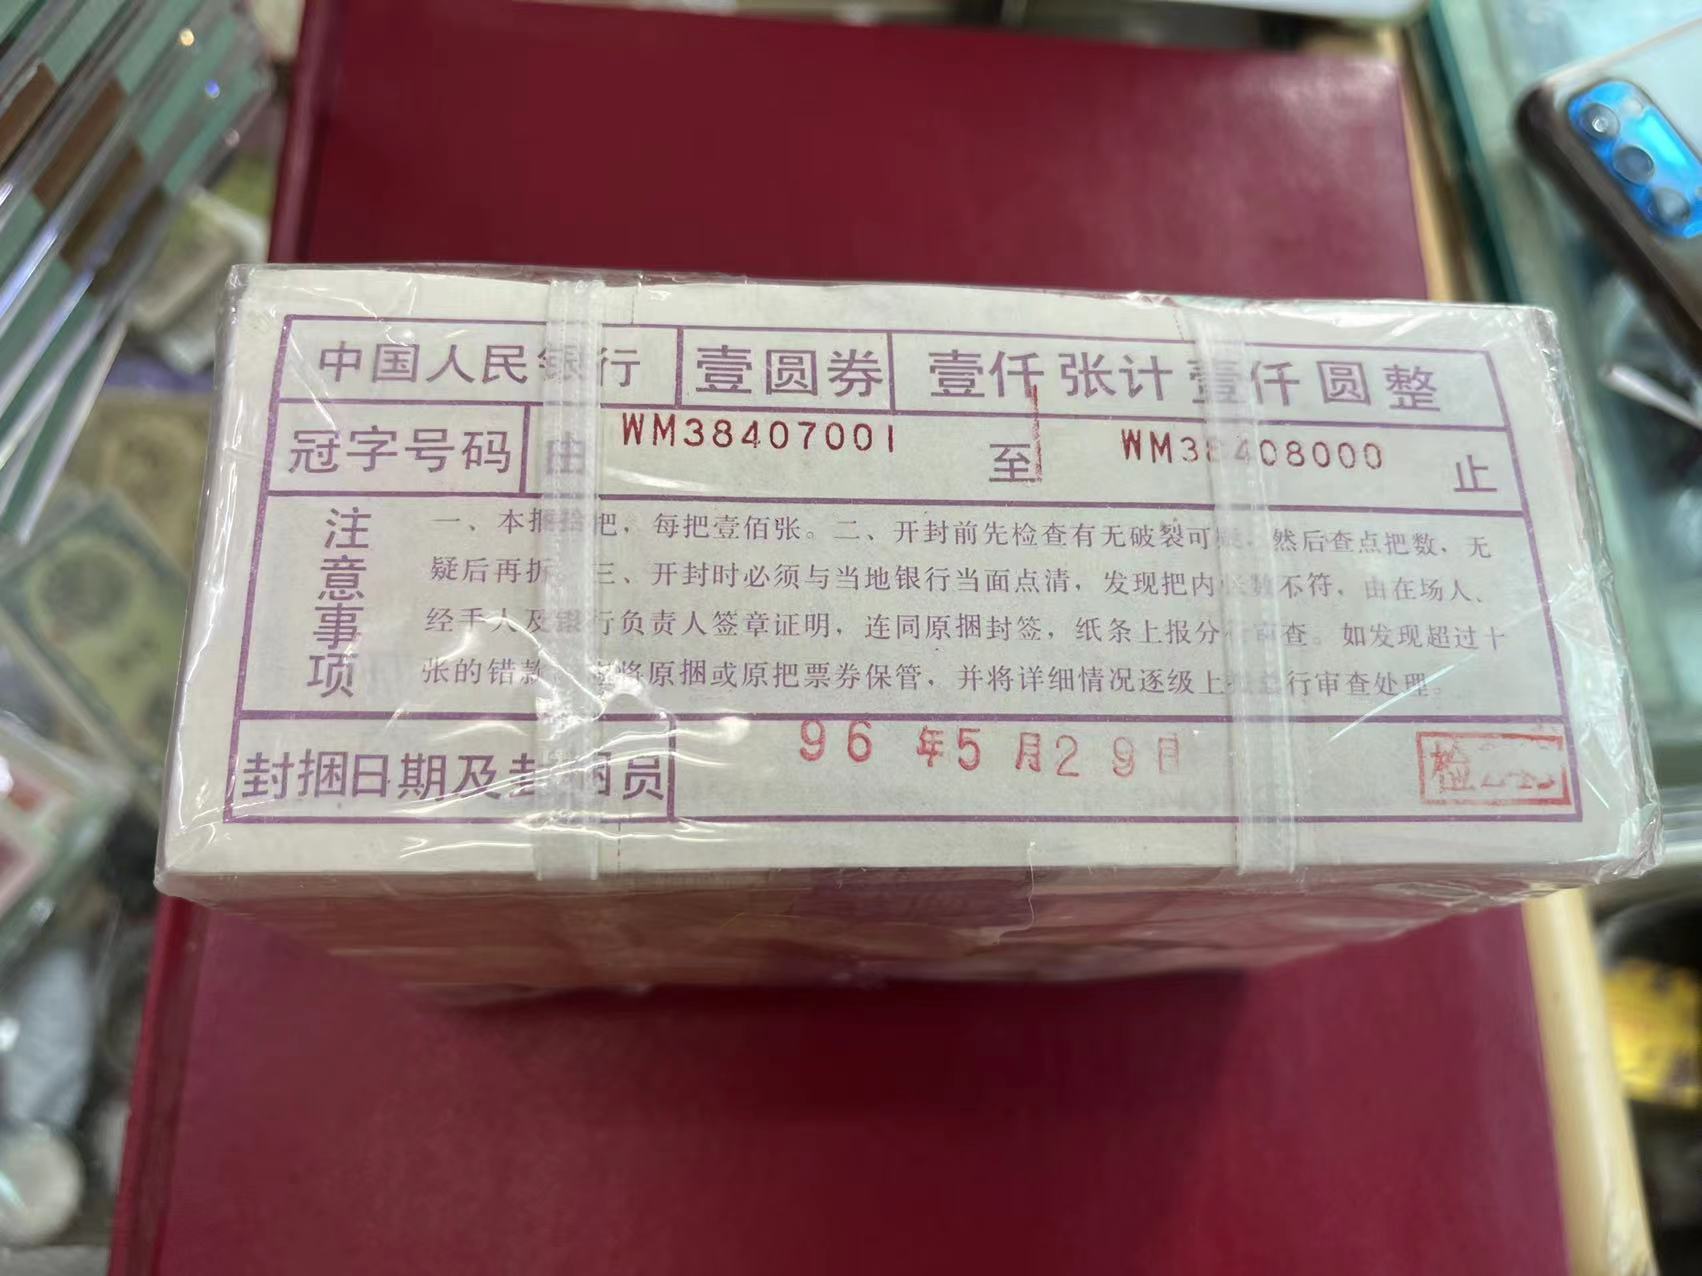 中国人民银行 壹圆券 壹仟张计壹仟圆整
冠字号码 由 WM38407001 至 WM38408000 止
注意事项
一、本捆拾把，每把壹佰张。二、开封前先检查有无破裂可疑，然后查点把数，无
疑后再拆。三、开封时必须与当地银行当面点清，发现把内张数不符，由在场人、
经手人及银行负责人签章证明，连同原捆封签，纸条上报分行审查。如发现超过十
张的错款，应将原捆或原把票券保管，并将详细情况逐级上报总行审查处理。
封捆日期及封捆员 96年5月29日 检